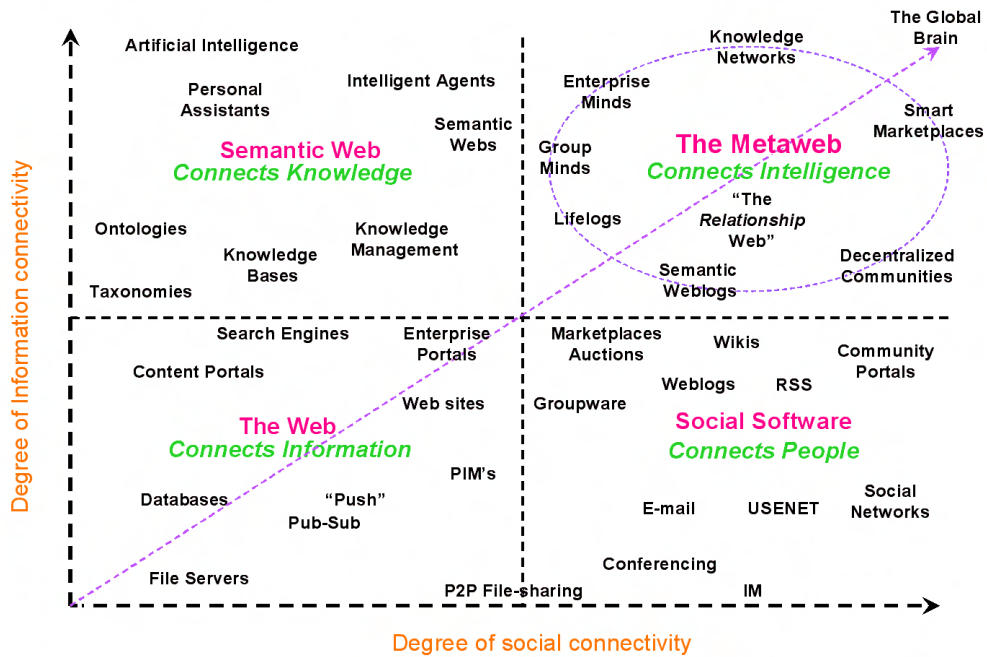 The Global
Brain
Knowledge
Networks
Artificial Intelligence
Intelligent Agents
Enterprise
Minds
Personal
Assistants
Smart
Marketplaces
Semantic
Webs
Semantic Web
Connects Knowledge
Group
Minds
The Metaweb
Connects Intelligence
“The
Relationship
Web”
Lifelogs
Ontologies
Knowledge
Management
Knowledge
Bases
Taxonomies
Semantic
Weblogs
Decentralized
Communities
Degree of Information connectivity
Search Engines
Enterprise
Portals
Content Portals
Web sites
The Web
Connects Information
PIM’s
Databases
“Push”
Pub-Sub
File Servers
P2P File-sharing
Marketplaces
Auctions
Wikis
Community
Portals
Weblogs
RSS
Groupware
Social Software
Connects People
E-mail
USENET
Social
Networks
Conferencing
IM
Degree of social connectivity